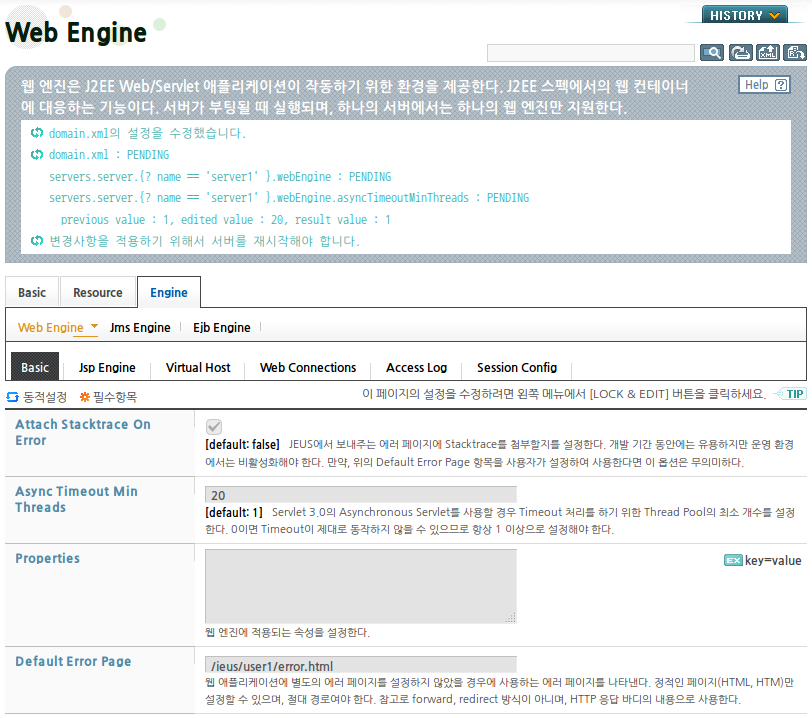 Web Engine
HISTORY
웹 엔진은 J2EE Web/Servlet 애플리케이션이 작동하기 위한 환경을 제공한다. J2EE 스펙에서의 웹 컨테이너
에 대응하는 기능이다. 서버가 부팅될 때 실행되며, 하나의 서버에서는 하나의 웹 엔진만 지원한다.
Help
domain.xml의 설정을 수정했습니다.
domain.xml : PENDING
servers.server.{? name == 'server1' }.webEngine : PENDING
servers.server.{? name == 'server1' }.webEngine.asyncTimeoutMinThreads : PENDING
previous value : 1, edited value : 20, result value : 1
변경사항을 적용하기 위해서 서버를 재시작해야 합니다.
Basic Resource Engine
Web Engine Jms Engine Ejb Engine
Basic Jsp Engine Virtual Host Web Connections Access Log Session Config
동적설정 필수항목 이 페이지의 설정을 수정하려면 왼쪽 메뉴에서 [LOCK & EDIT] 버튼을 클릭하세요. TIP
Attach Stacktrace On
Error
[default: false] JEUS에서 보내주는 에러 페이지에 Stacktrace를 첨부할지를 설정한다. 개발 기간 동안에는 유용하지만 운영 환경
에서는 비활성화해야 한다. 만약, 위의 Default Error Page 항목을 사용자가 설정하여 사용한다면 이 옵션은 무의미하다.
Async Timeout Min
Threads
20
[default: 1] Servlet 3.0의 Asynchronous Servlet를 사용할 경우 Timeout 처리를 하기 위한 Thread Pool의 최소 개수를 설정
한다. 0이면 Timeout이 제대로 동작하지 않을 수 있으므로 항상 1 이상으로 설정해야 한다.
Properties
EX key=value
웹 엔진에 적용되는 속성을 설정한다.
Default Error Page
/jeus/user1/error.html
웹 애플리케이션에 별도의 에러 페이지를 설정하지 않았을 경우에 사용하는 에러 페이지를 나타낸다. 정적인 페이지(HTML, HTM)만
설정할 수 있으며, 절대 경로여야 한다. 참고로 forward, redirect 방식이 아니며, HTTP 응답 바디의 내용으로 사용한다.